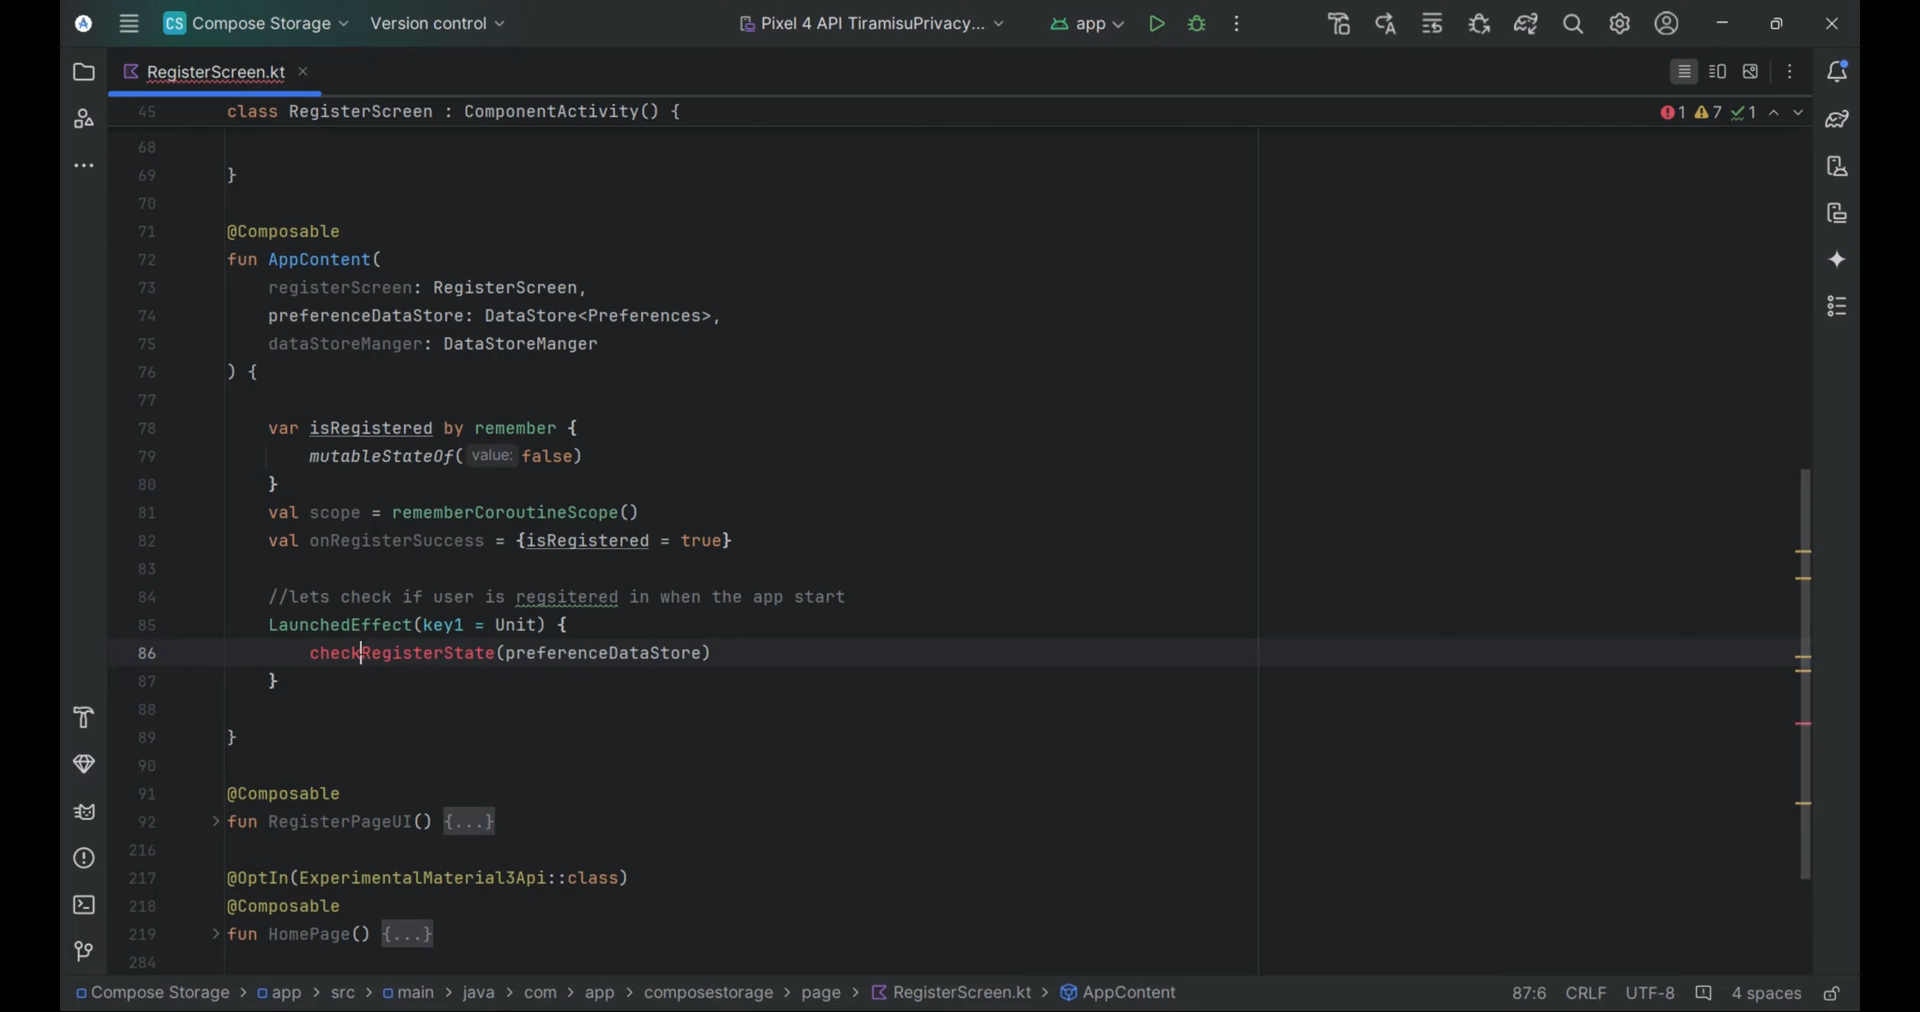 CS Compose Storage Version control Pixel 4 API TiramisuPrivacy... app
RegisterScreen.kt
45 class RegisterScreen : ComponentActivity() { 1 7 1
68
69 }
70
71 @Composable
72 fun AppContent(
73 registerScreen: RegisterScreen,
74 preferenceDataStore: DataStore<Preferences>,
75 dataStoreManger: DataStoreManger
76 ) {
77
78 var isRegistered by remember {
79 mutableStateOf( value: false)
80 }
81 val scope = rememberCoroutineScope()
82 val onRegisterSuccess = {isRegistered = true}
83
84 //lets check if user is regsitered in when the app start
85 LaunchedEffect(key1 = Unit) {
86 checkRegisterState(preferenceDataStore)
87 }
88
89 }
90
91 @Composable
92 fun RegisterPageUI() {...}
216
217 @OptIn(ExperimentalMaterial3Api::class)
218 @Composable
219 fun HomePage() {...}
284
Compose Storage > app > src > main > java > com > app > composestorage > page > RegisterScreen.kt > AppContent 87:6 CRLF UTF-8 4 spaces